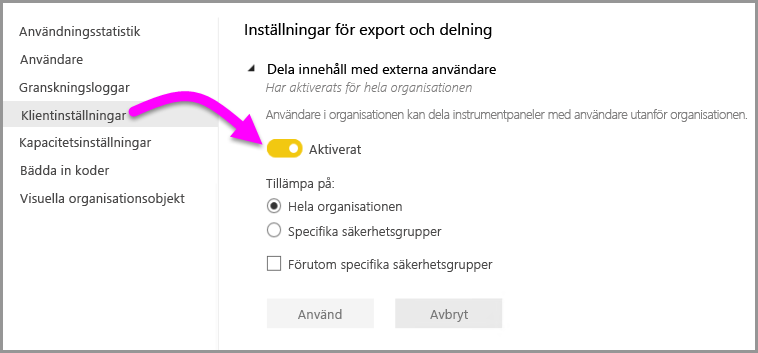 Användningsstatistik
Användare
Granskningsloggar
Klientinställningar
Kapacitetsinställningar
Bädda in koder
Visuella organisationsobjekt
Inställningar för export och delning
Dela innehåll med externa användare
Har aktiverats för hela organisationen
Användare i organisationen kan dela instrumentpaneler med användare utanför organisationen.
Aktiverat
Tillämpa på:
Hela organisationen
Specifika säkerhetsgrupper
Förutom specifika säkerhetsgrupper
Använd
Avbryt